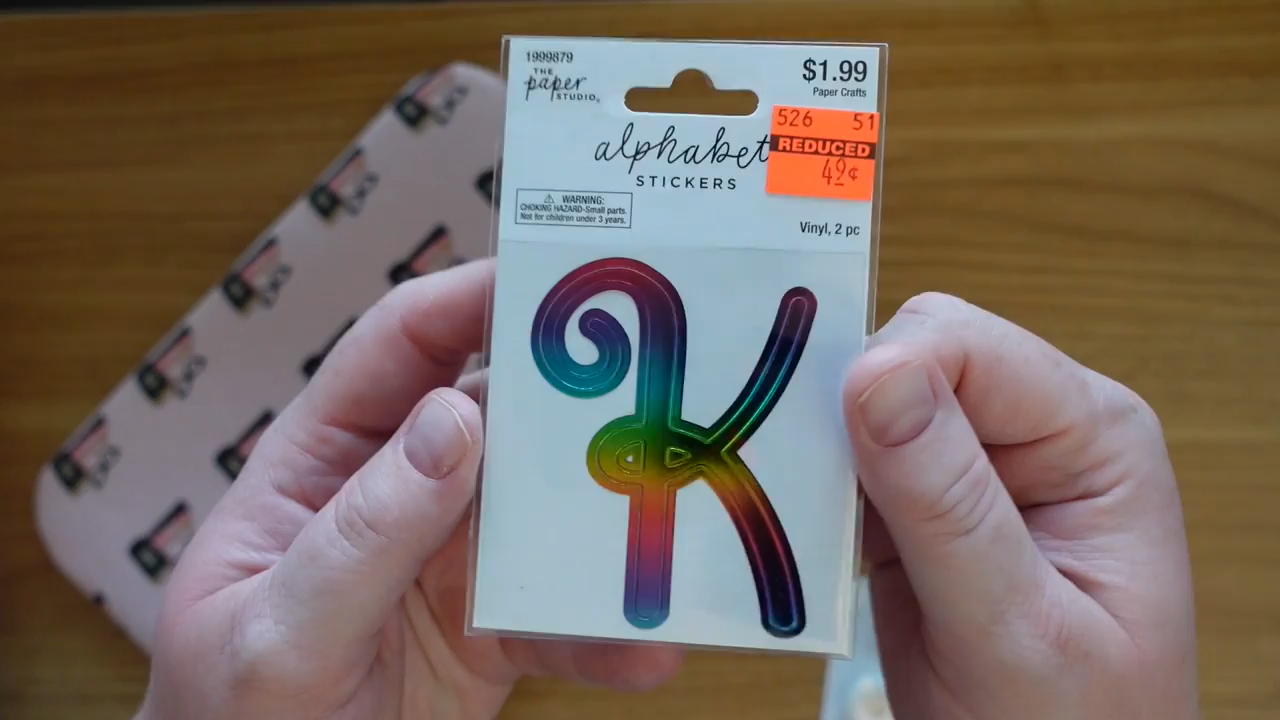 1999879
THE
paper
STUDIO®
$1.99
Paper Crafts
526 51
REDUCED
49¢
alphabet
STICKERS
⚠ WARNING:
CHOKING HAZARD-Small parts.
Not for children under 3 years.
Vinyl, 2 pc
K